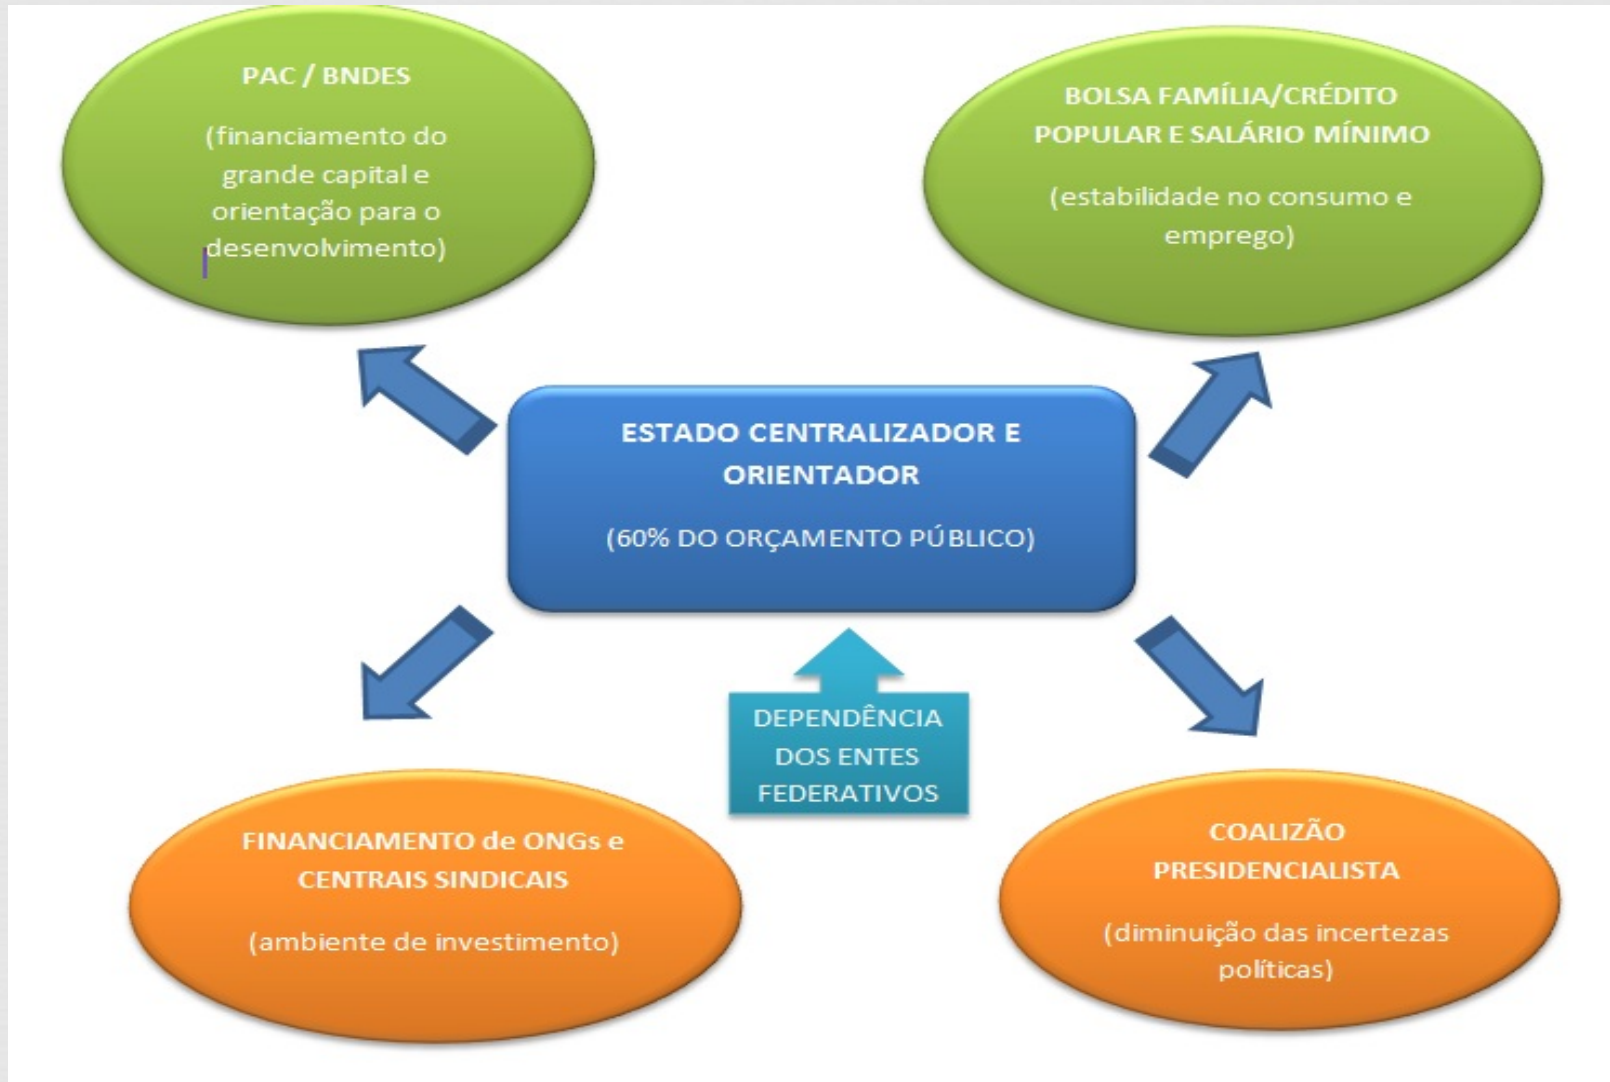 PAC / BNDES
(financiamento do
grande capital e
orientação para o
desenvolvimento)
BOLSA FAMÍLIA/CRÉDITO
POPULAR E SALÁRIO MÍNIMO
(estabilidade no consumo e
emprego)
ESTADO CENTRALIZADOR E
ORIENTADOR
(60% DO ORÇAMENTO PÚBLICO)
DEPENDÊNCIA
DOS ENTES
FEDERATIVOS
FINANCIAMENTO de ONGs e
CENTRAIS SINDICAIS
(ambiente de investimento)
COALIZÃO
PRESIDENCIALISTA
(diminuição das incertezas
políticas)